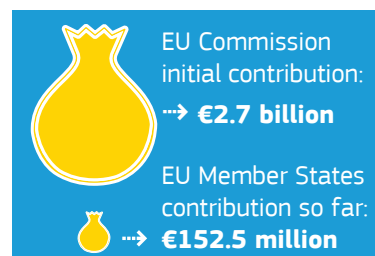 EU Commission
initial contribution:
⇢ €2.7 billion
EU Member States
contribution so far:
⇢ €152.5 million